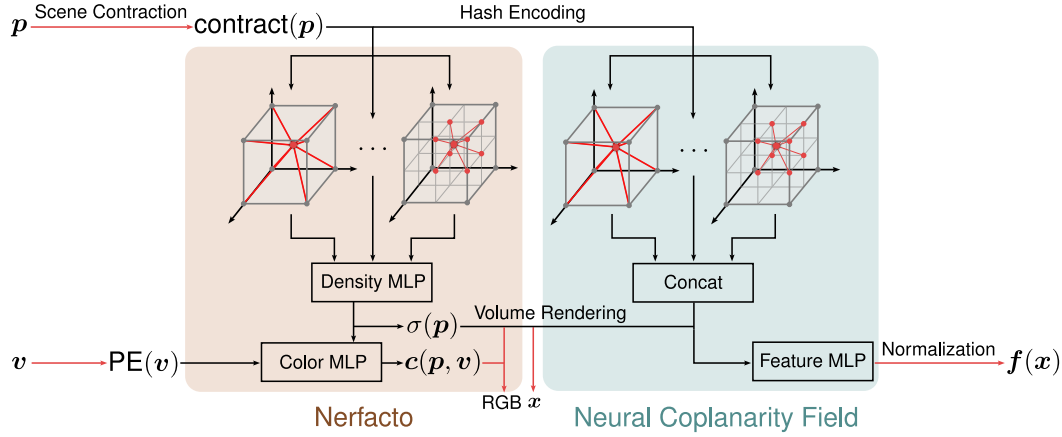 p Scene Contraction contract(p) Hash Encoding
... ...
Density MLP Concat
σ(p) Volume Rendering
v PE(v) Color MLP c(p, v) Feature MLP Normalization f(x)
RGB x
Nerfacto Neural Coplanarity Field